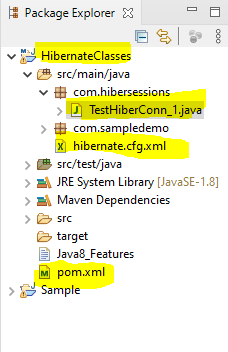 Package Explorer
HibernateClasses
src/main/java
com.hibersessions
TestHiberConn_1.java
com.sampledemo
hibernate.cfg.xml
src/test/java
JRE System Library [JavaSE-1.8]
Maven Dependencies
src
target
Java8_Features
pom.xml
Sample